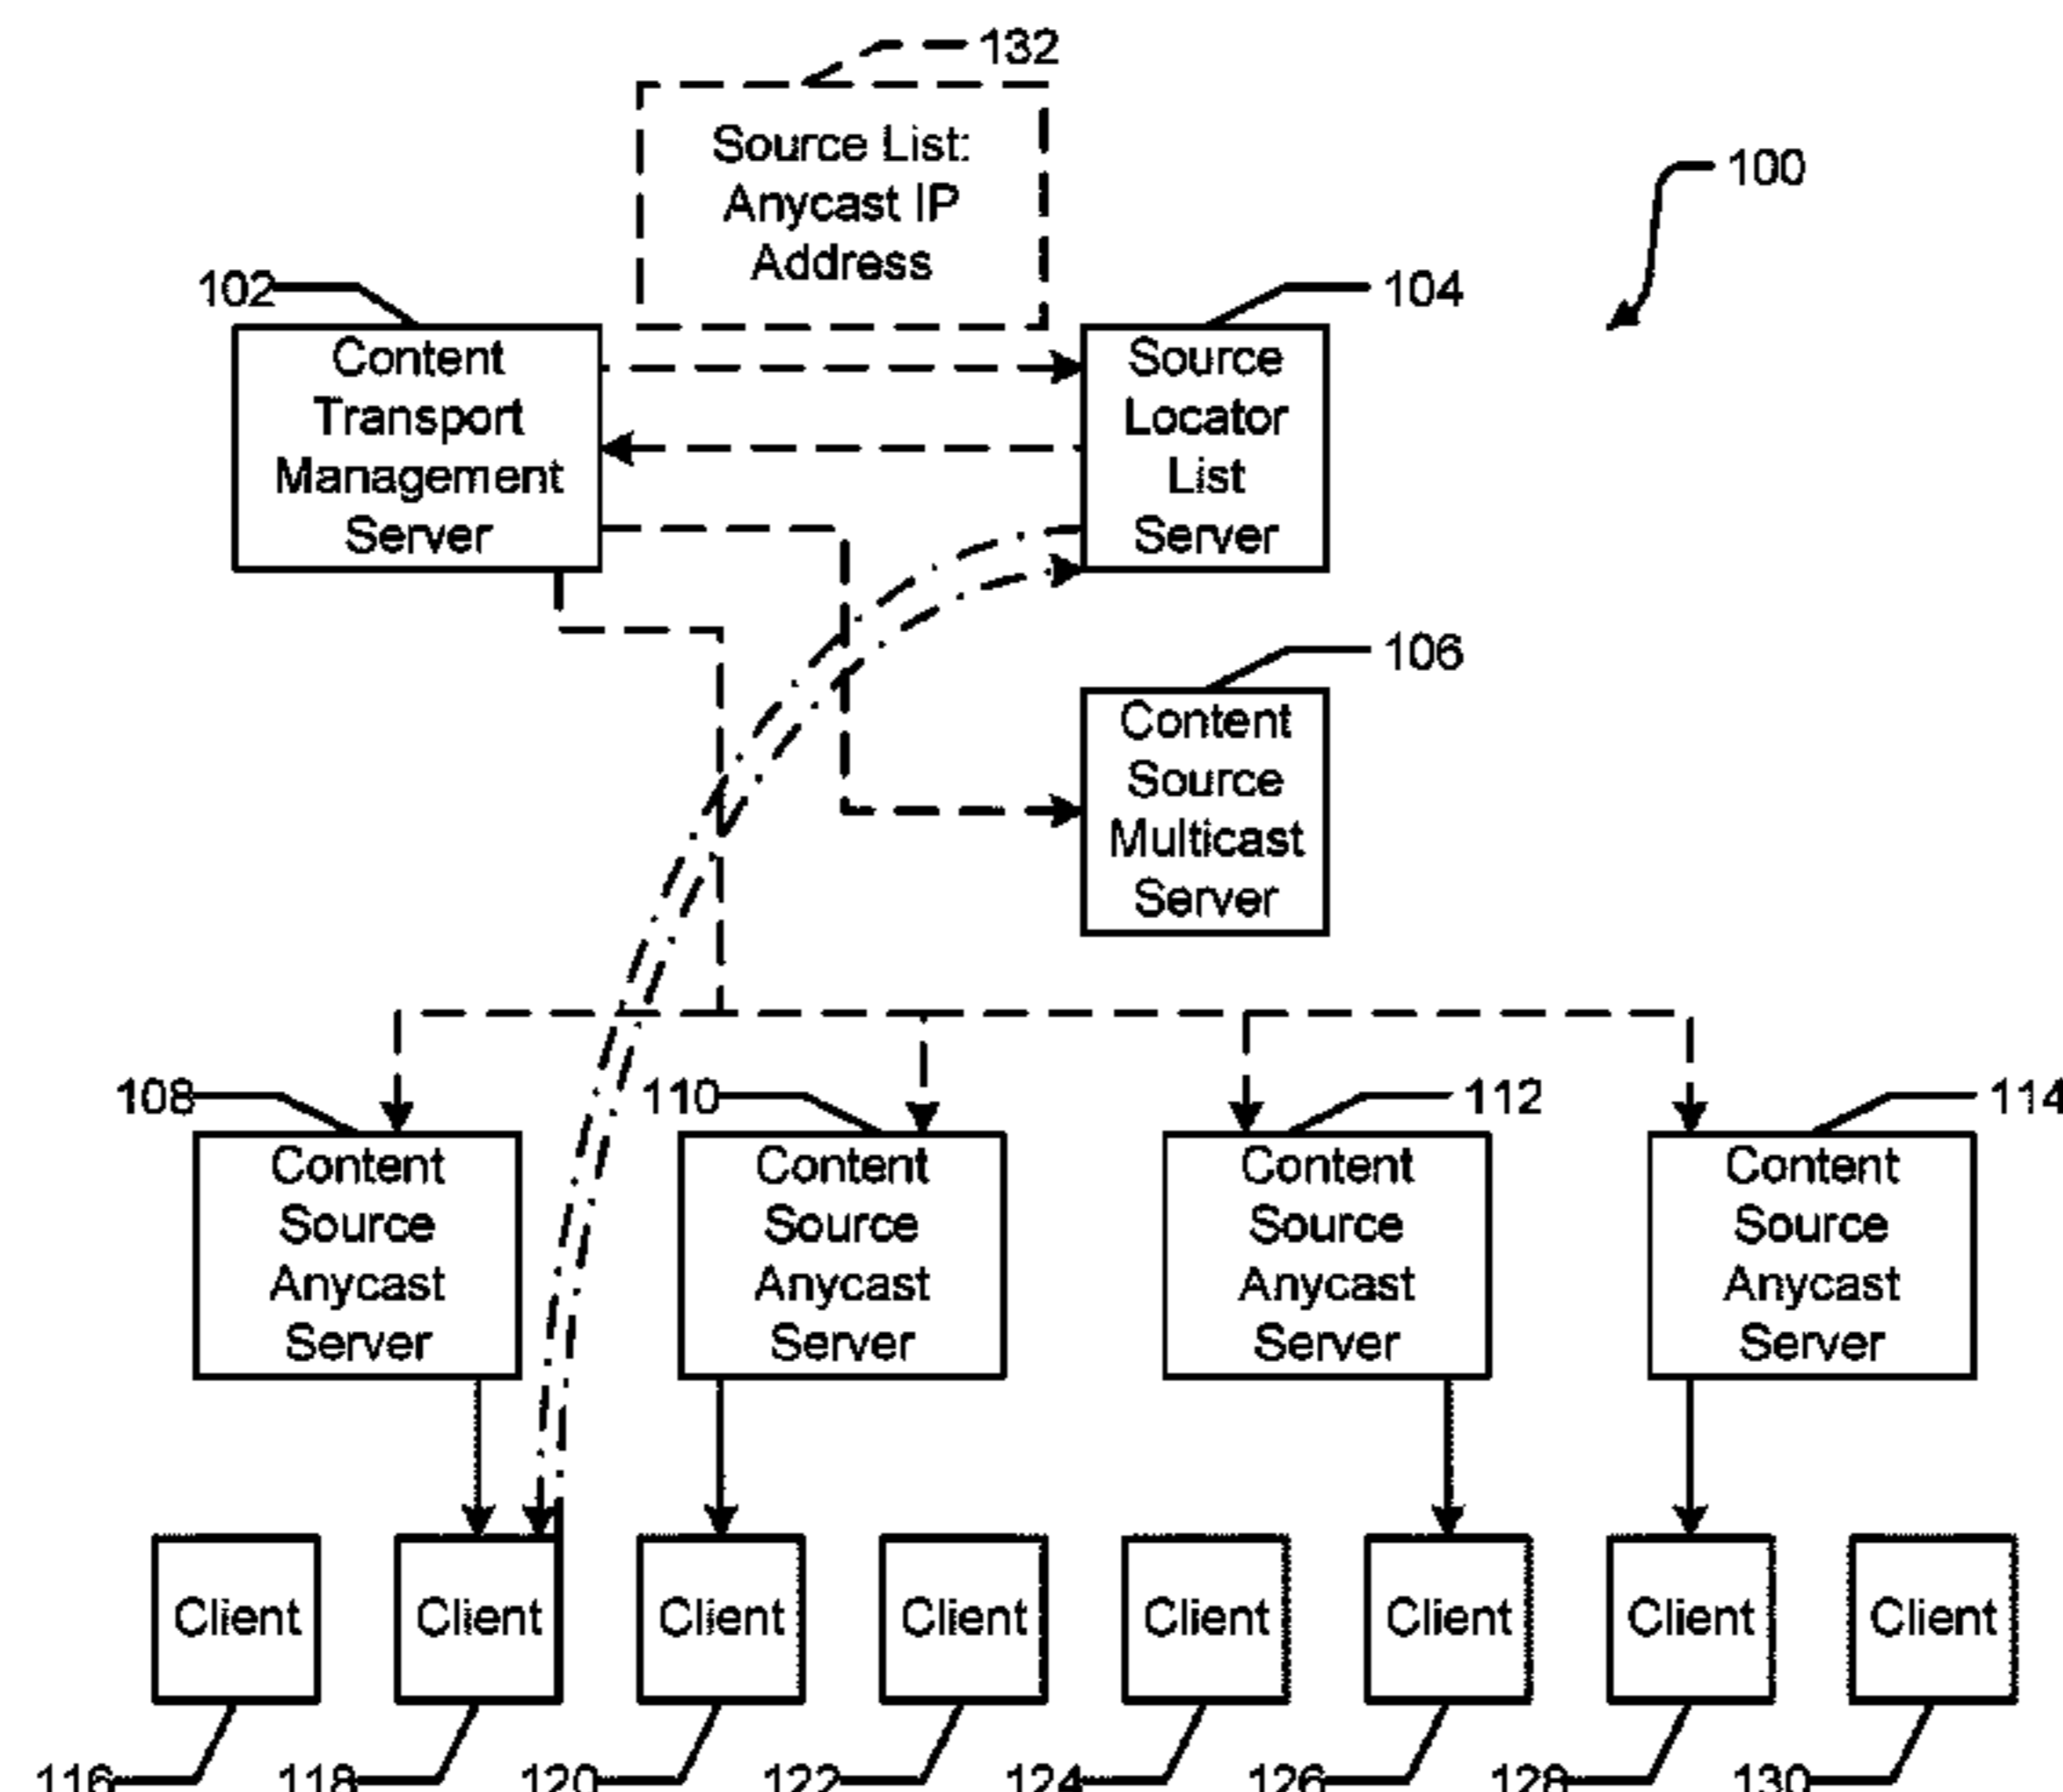 132
Source List:
Anycast IP
Address
100
102
104
Content
Transport
Management
Server
Source
Locator
List
Server
106
Content
Source
Multicast
Server
108
110
112
114
Content
Source
Anycast
Server
Content
Source
Anycast
Server
Content
Source
Anycast
Server
Content
Source
Anycast
Server
Client
Client
Client
Client
Client
Client
Client
Client
116
118
120
122
124
126
128
130